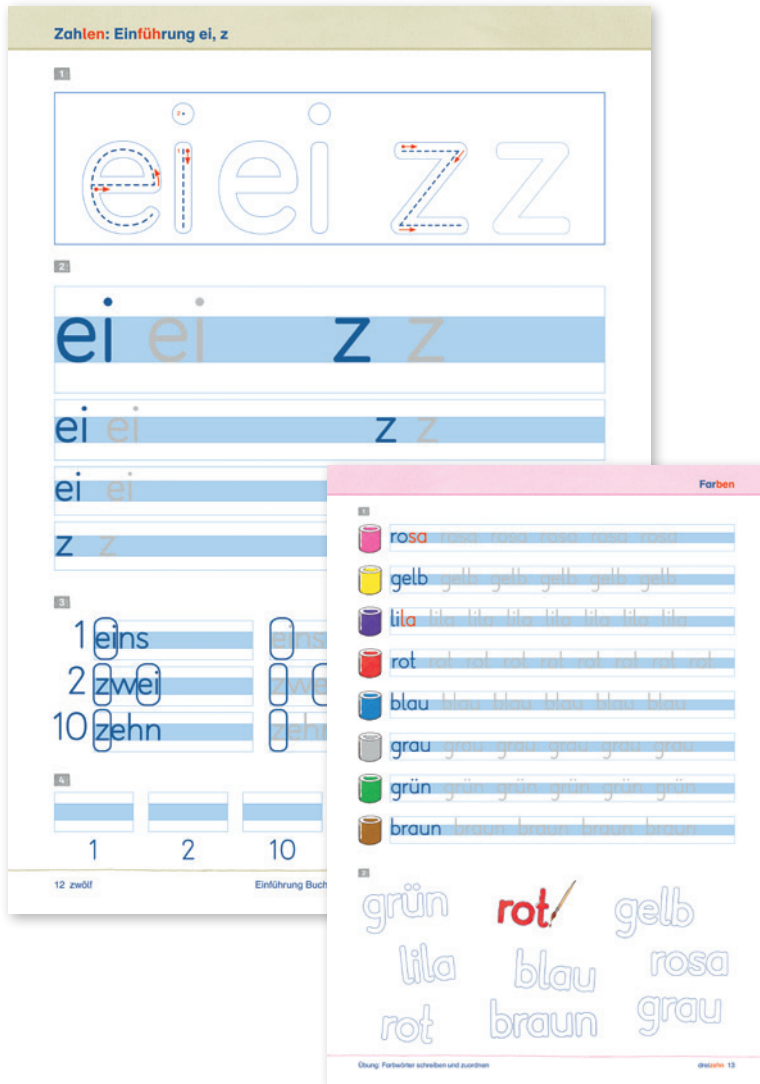 Zahlen: Einführung ei, z
1
ei ei z z
2
ei ei z z
ei ei z z
ei ei
z z
3
1 eins eins
2 zwei zwe
10 zehn zehn
4
1 2 10
12 zwölf Einführung Buch
Farben
1
rosa rosa rosa rosa rosa rosa
gelb gelb gelb gelb gelb gelb
lila lila lila lila lila lila lila lila
rot rot rot rot rot rot rot rot rot
blau blau blau blau blau blau
grau grau grau grau grau grau
grün grün grün grün grün grün
braun braun braun braun braun
2
grün rot gelb
lila blau rosa
rot braun grau
Übung: Farbwörter schreiben und zuordnen dreizehn 13